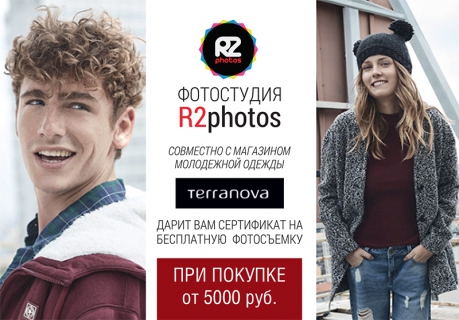 R2
photos
ФОТОСТУДИЯ
R2photos
СОВМЕСТНО С МАГАЗИНОМ
МОЛОДЕЖНОЙ ОДЕЖДЫ
Terranova
ДАРИТ ВАМ СЕРТИФИКАТ НА
БЕСПЛАТНУЮ ФОТОСЪЕМКУ
ПРИ ПОКУПКЕ
от 5000 руб.